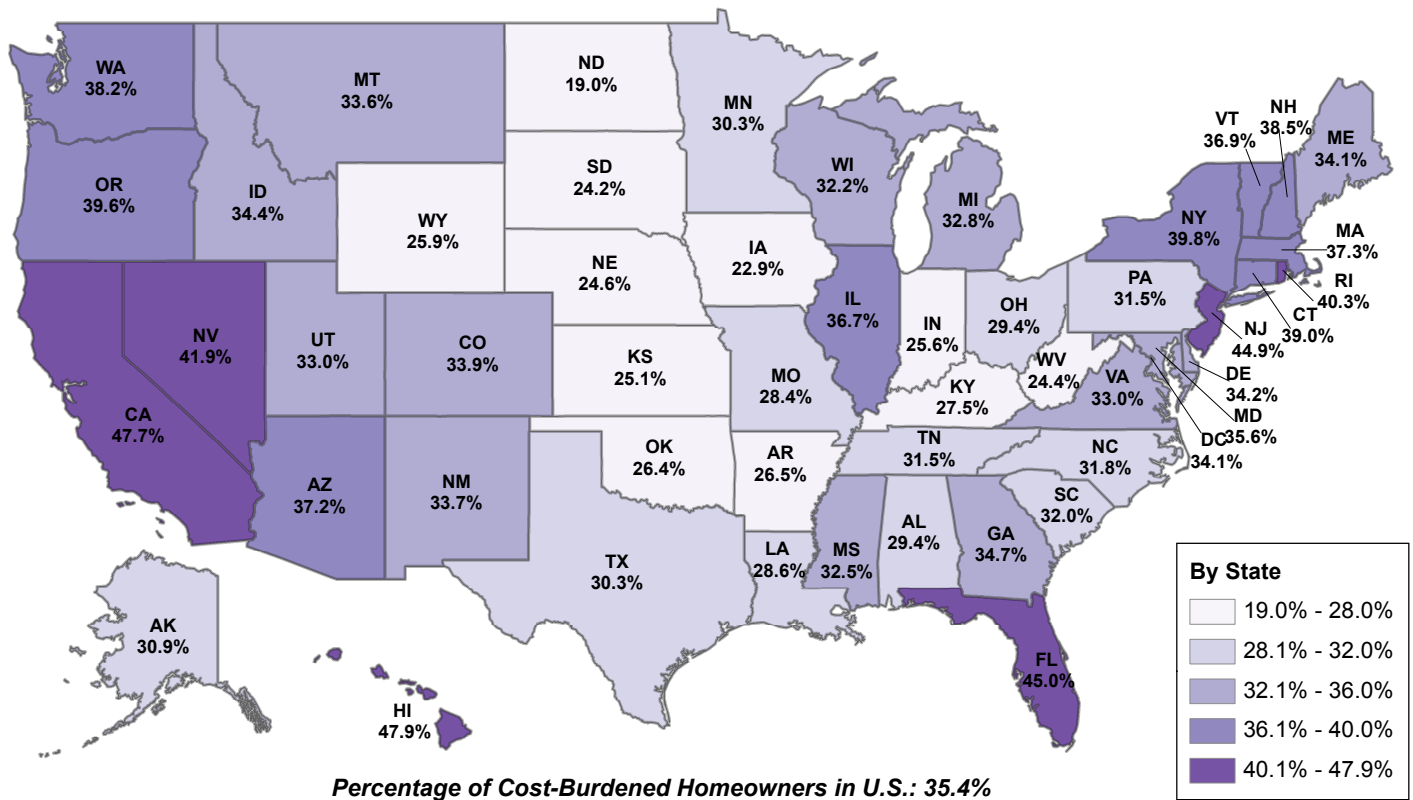 WA
38.2%
MT
33.6%
ND
19.0%
MN
30.3%
VT
36.9%
NH
38.5%
ME
34.1%
OR
39.6%
ID
34.4%
WY
25.9%
SD
24.2%
WI
32.2%
MI
32.8%
NY
39.8%
MA
37.3%
RI
40.3%
CT
39.0%
NV
41.9%
UT
33.0%
CO
33.9%
NE
24.6%
IA
22.9%
IL
36.7%
IN
25.6%
OH
29.4%
PA
31.5%
NJ
44.9%
DE
34.2%
MD
35.6%
DC
34.1%
CA
47.7%
KS
25.1%
MO
28.4%
KY
27.5%
WV
24.4%
VA
33.0%
AZ
37.2%
NM
33.7%
OK
26.4%
AR
26.5%
TN
31.5%
NC
31.8%
SC
32.0%
TX
30.3%
LA
28.6%
MS
32.5%
AL
29.4%
GA
34.7%
FL
45.0%
AK
30.9%
HI
47.9%
By State
19.0% - 28.0%
28.1% - 32.0%
32.1% - 36.0%
36.1% - 40.0%
40.1% - 47.9%
Percentage of Cost-Burdened Homeowners in U.S.: 35.4%